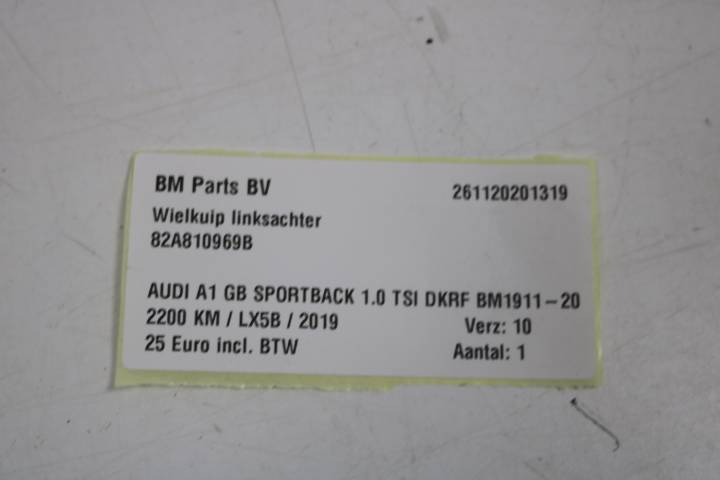 BM Parts BV 261120201319
Wielkuip linksachter
82A810969B
AUDI A1 GB SPORTBACK 1.0 TSI DKRF BM1911-20
2200 KM / LX5B / 2019 Verz: 10
25 Euro incl. BTW Aantal: 1